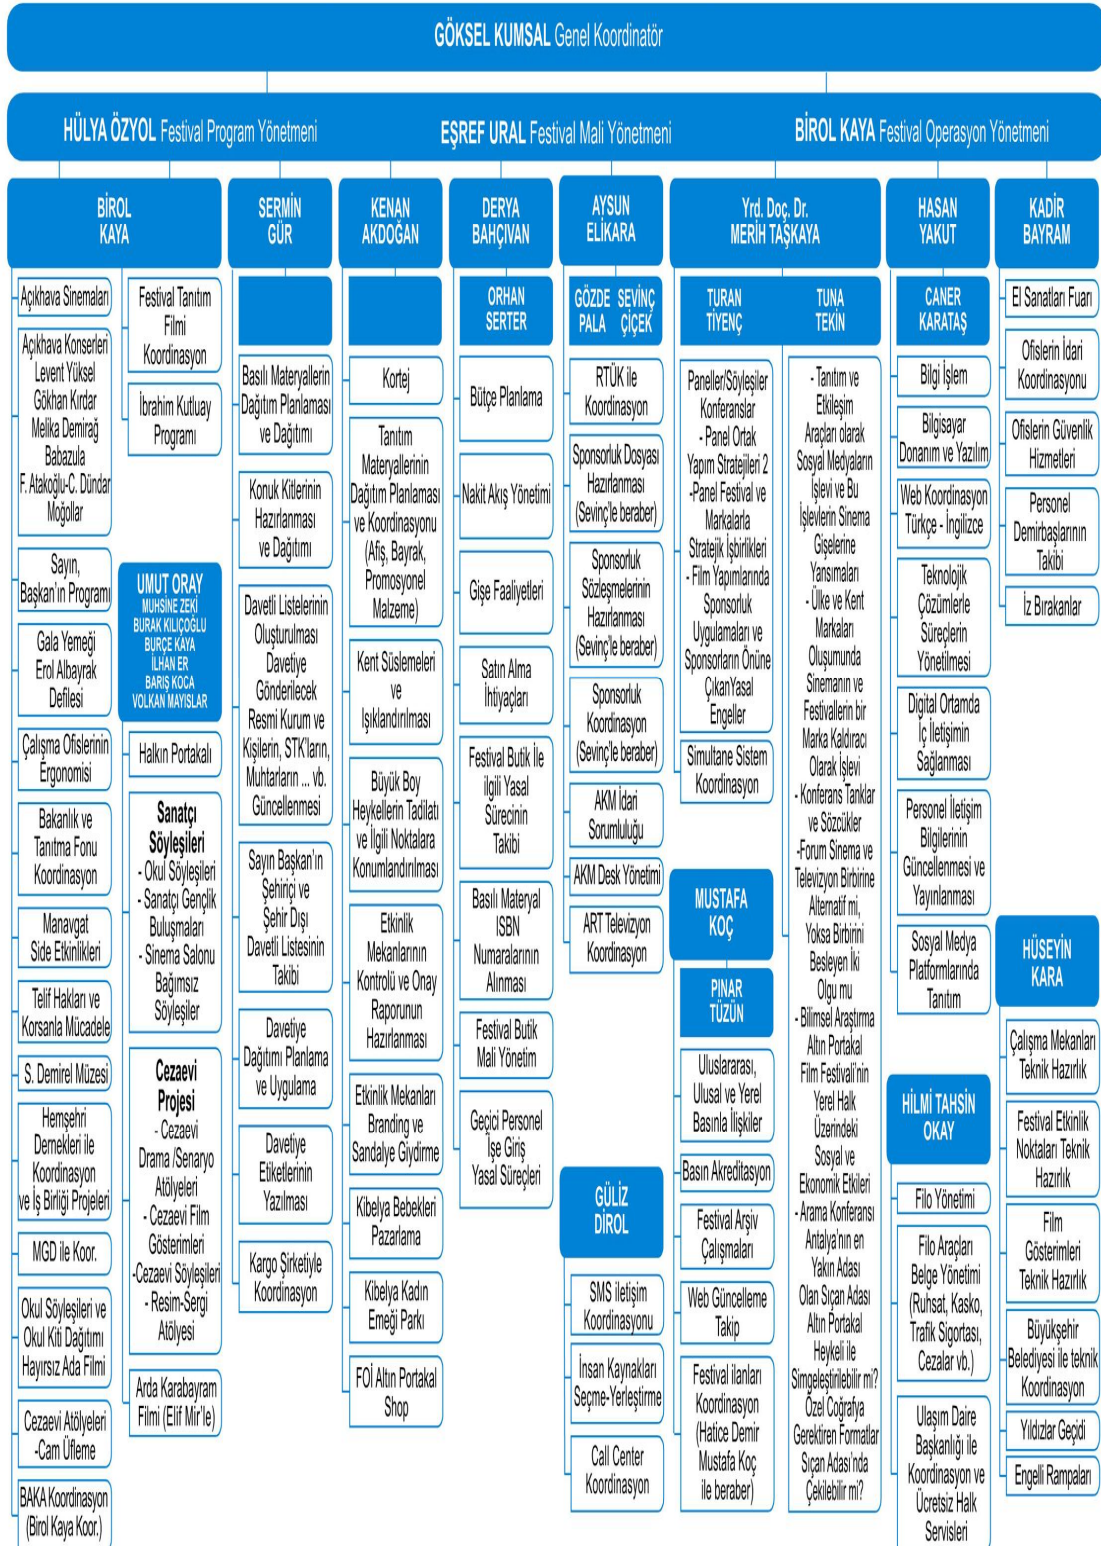 GÖKSEL KUMSAL Genel Koordinatör
HÜLYA ÖZYOL Festival Program Yönetmeni
EŞREF URAL Festival Mali Yönetmeni
BİROL KAYA Festival Operasyon Yönetmeni
BİROL
KAYA
Açıkhava Sinemaları
Açıkhava Konserleri
Levent Yüksel
Gökhan Kırdar
Melika Demirağ
Babazula
F. Atakoğlu-C. Dündar
Moğollar
Sayın,
Başkan'ın Programı
Gala Yemeği
Erol Albayrak
Defilesi
Çalışma Ofislerinin
Ergonomisi
Bakanlık ve
Tanıtma Fonu
Koordinasyon
Manavgat
Side Etkinlikleri
Telif Hakları ve
Korsanla Mücadele
S. Demirel Müzesi
Hemşehri
Dernekleri ile
Koordinasyon
ve İş Birliği Projeleri
MGD ile Koor.
Okul Söyleşileri ve
Okul Kiti Dağıtımı
Hayırsız Ada Filmi
Cezaevi Atölyeleri
-Cam Üfleme
BAKA Koordinasyon
(Birol Kaya Koor.)
Festival Tanıtım
Filmi
Koordinasyon
İbrahim Kutluay
Programı
UMUT ORAY
MUHSİNE ZEKİ
BURAK KILIÇOĞLU
BURÇE KAYA
İLHAN ER
BARIŞ KOCA
VOLKAN MAYISLAR
Halkın Portakalı
Sanatçı
Söyleşileri
- Okul Söyleşileri
- Sanatçı Gençlik
Buluşmaları
- Sinema Salonu
Bağımsız
Söyleşiler
Cezaevi
Projesi
- Cezaevi
Drama /Senaryo
Atölyeleri
- Cezaevi Film
Gösterimleri
-Cezaevi Söyleşileri
- Resim-Sergi
Atölyesi
Arda Karabayram
Filmi (Elif Mir'le)
SERMİN
GÜR
Basılı Materyallerin
Dağıtım Planlaması
ve Dağıtımı
Konuk Kitlerinin
Hazırlanması
ve Dağıtımı
Davetli Listelerinin
Oluşturulması
Davetiye
Gönderilecek
Resmi Kurum ve
Kişilerin, STK'ların,
Muhtarların ... vb.
Güncellenmesi
Sayın Başkan'ın
Şehiriçi ve
Şehir Dışı
Davetli Listesinin
Takibi
Davetiye
Dağıtımı Planlama
ve Uygulama
Davetiye
Etiketlerinin
Yazılması
Kargo Şirketiyle
Koordinasyon
KENAN
AKDOĞAN
Kortej
Tanıtım
Materyallerinin
Dağıtım Planlaması
ve Koordinasyonu
(Afiş, Bayrak,
Promosyonel
Malzeme)
Kent Süslemeleri
ve
Işıklandırılması
Büyük Boy
Heykellerin Tadilatı
ve İlgili Noktalara
Konumlandırılması
Etkinlik
Mekanlarının
Kontrolü ve Onay
Raporunun
Hazırlanması
Etkinlik Mekanları
Branding ve
Sandalye Giydirme
Kibelya Bebekleri
Pazarlama
Kibelya Kadın
Emeği Parkı
FOİ Altın Portakal
Shop
DERYA
BAHÇIVAN
ORHAN
SERTER
Bütçe Planlama
Nakit Akış Yönetimi
Gişe Faaliyetleri
Satın Alma
İhtiyaçları
Festival Butik İle
ilgili Yasal
Sürecinin
Takibi
Basılı Materyal
ISBN
Numaralarının
Alınması
Festival Butik
Mali Yönetim
Geçici Personel
İşe Giriş
Yasal Süreçleri
AYSUN
ELİKARA
GÖZDE PALA
SEVİNÇ ÇİÇEK
RTÜK ile
Koordinasyon
Sponsorluk Dosyası
Hazırlanması
(Sevinç'le beraber)
Sponsorluk
Sözleşmelerinin
Hazırlanması
(Sevinç'le beraber)
Sponsorluk
Koordinasyon
(Sevinç'le beraber)
AKM İdari
Sorumluluğu
AKM Desk Yönetimi
ART Televizyon
Koordinasyon
GÜLİZ
DİROL
SMS iletişim
Koordinasyonu
İnsan Kaynakları
Seçme-Yerleştirme
Call Center
Koordinasyon
Yrd. Doç. Dr.
MERİH TAŞKAYA
TURAN
TİYENÇ
Paneller/Söyleşiler
Konferanslar
- Panel Ortak
Yapım Stratejileri 2
-Panel Festival ve
Markalarla
Stratejik İşbirlikleri
- Film Yapımlarında
Sponsorluk
Uygulamaları ve
Sponsorların Önüne
ÇıkanYasal
Engeller
Simultane Sistem
Koordinasyon
MUSTAFA
KOÇ
PINAR
TÜZÜN
Uluslararası,
Ulusal ve Yerel
Basınla İlişkiler
Basın Akreditasyon
Festival Arşiv
Çalışmaları
Web Güncelleme
Takip
Festival ilanları
Koordinasyon
(Hatice Demir
Mustafa Koç
ile beraber)
TUNA
TEKİN
- Tanıtım ve
Etkileşim
Araçları olarak
Sosyal Medyaların
İşlevi ve Bu
İşlevlerin Sinema
Gişelerine
Yansımaları
- Ülke ve Kent
Markaları
Oluşumunda
Sinemanın ve
Festivallerin bir
Marka Kaldıracı
Olarak İşlevi
- Konferans Tanklar
ve Sözcükler
-Forum Sinema ve
Televizyon Birbirine
Alternatif mi,
Yoksa Birbirini
Besleyen İki
Olgu mu
- Bilimsel Araştırma
Altın Portakal
Film Festivali'nin
Yerel Halk
Üzerindeki
Sosyal ve
Ekonomik Etkileri
- Arama Konferansı
Antalya'nın en
Yakın Adası
Olan Sıçan Adası
Altın Portakal
Heykeli ile
Simgeleştirilebilir mi?
Özel Coğrafya
Gerektiren Formatlar
Sıçan Adası'nda
Çekilebilir mi?
HASAN
YAKUT
CANER
KARATAŞ
Bilgi İşlem
Bilgisayar
Donanım ve Yazılım
Web Koordinasyon
Türkçe - İngilizce
Teknolojik
Çözümlerle
Süreçlerin
Yönetilmesi
Digital Ortamda
İç İletişimin
Sağlanması
Personel İletişim
Bilgilerinin
Güncellenmesi ve
Yayınlanması
Sosyal Medya
Platformlarında
Tanıtım
HİLMİ TAHSİN
OKAY
Filo Yönetimi
Filo Araçları
Belge Yönetimi
(Ruhsat, Kasko,
Trafik Sigortası,
Cezalar vb.)
Ulaşım Daire
Başkanlığı ile
Koordinasyon ve
Ücretsiz Halk
Servisleri
KADİR
BAYRAM
El Sanatları Fuarı
Ofislerin İdari
Koordinasyonu
Ofislerin Güvenlik
Hizmetleri
Personel
Demirbaşlarının
Takibi
İz Bırakanlar
HÜSEYİN
KARA
Çalışma Mekanları
Teknik Hazırlık
Festival Etkinlik
Noktaları Teknik
Hazırlık
Film
Gösterimleri
Teknik Hazırlık
Büyükşehir
Belediyesi ile teknik
Koordinasyon
Yıldızlar Geçidi
Engelli Rampaları